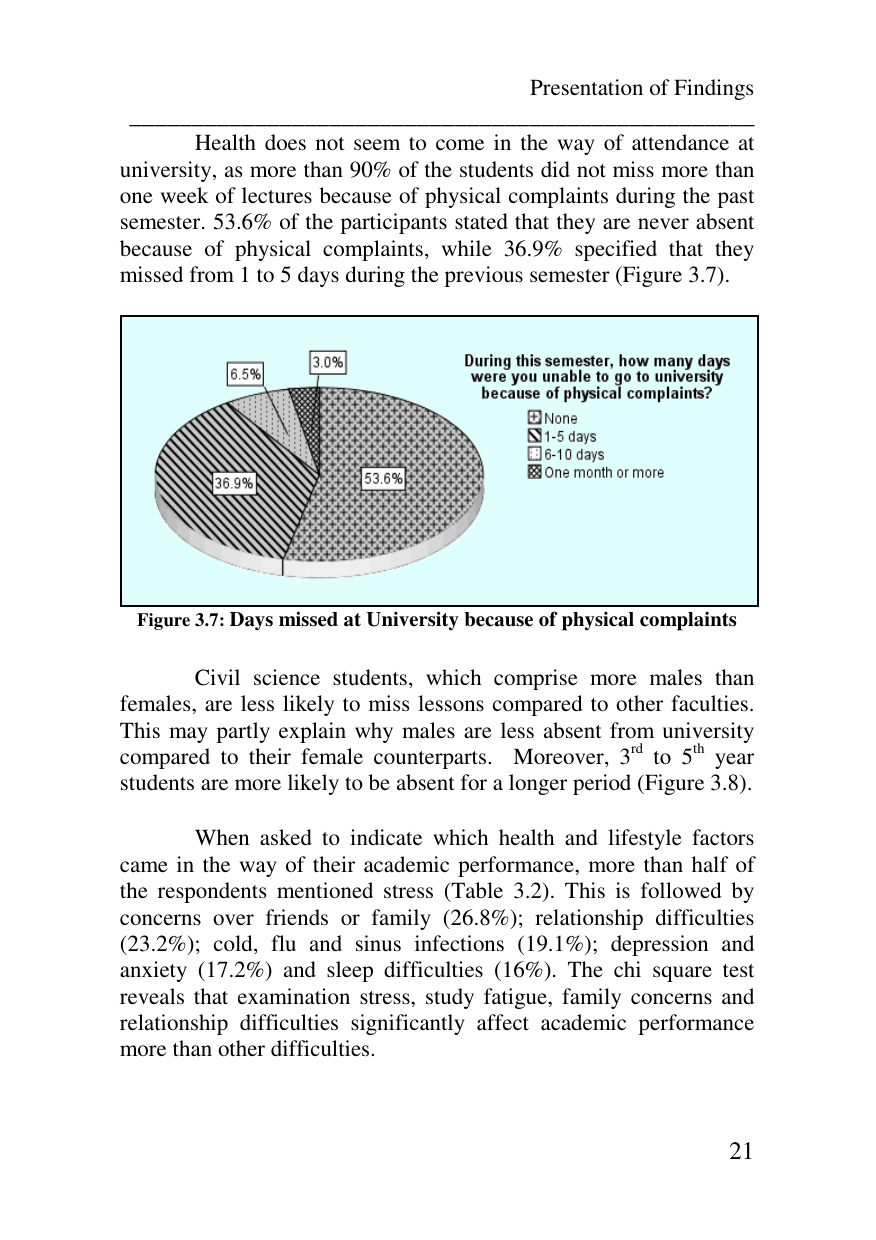 Presentation of Findings
Health does not seem to come in the way of attendance at
university, as more than 90% of the students did not miss more than
one week of lectures because of physical complaints during the past
semester. 53.6% of the participants stated that they are never absent
because of physical complaints, while 36.9% specified that they
missed from 1 to 5 days during the previous semester (Figure 3.7).
3.0%
6.5%
36.9%
53.6%
During this semester, how many days
were you unable to go to university
because of physical complaints?
None
1-5 days
6-10 days
One month or more
Figure 3.7: Days missed at University because of physical complaints
Civil science students, which comprise more males than
females, are less likely to miss lessons compared to other faculties.
This may partly explain why males are less absent from university
compared to their female counterparts.  Moreover, 3rd to 5th year
students are more likely to be absent for a longer period (Figure 3.8).
When asked to indicate which health and lifestyle factors
came in the way of their academic performance, more than half of
the respondents mentioned stress (Table 3.2). This is followed by
concerns over friends or family (26.8%); relationship difficulties
(23.2%); cold, flu and sinus infections (19.1%); depression and
anxiety (17.2%) and sleep difficulties (16%). The chi square test
reveals that examination stress, study fatigue, family concerns and
relationship difficulties significantly affect academic performance
more than other difficulties.
21